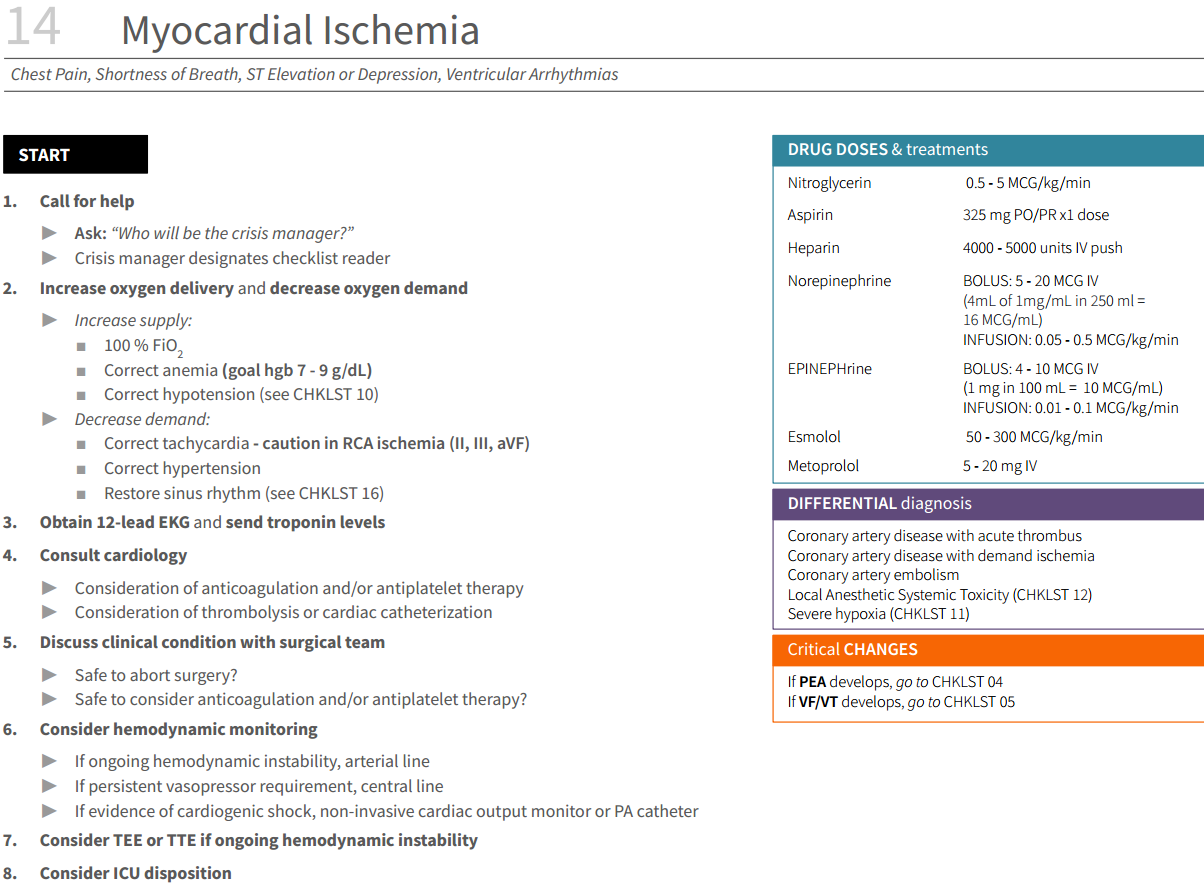 14 Myocardial Ischemia
Chest Pain, Shortness of Breath, ST Elevation or Depression, Ventricular Arrhythmias
START
1. Call for help
▶ Ask: “Who will be the crisis manager?”
▶ Crisis manager designates checklist reader
2. Increase oxygen delivery and decrease oxygen demand
▶ Increase supply:
■ 100 % FiO2
■ Correct anemia (goal hgb 7 - 9 g/dL)
■ Correct hypotension (see CHKLST 10)
▶ Decrease demand:
■ Correct tachycardia - caution in RCA ischemia (II, III, aVF)
■ Correct hypertension
■ Restore sinus rhythm (see CHKLST 16)
3. Obtain 12-lead EKG and send troponin levels
4. Consult cardiology
▶ Consideration of anticoagulation and/or antiplatelet therapy
▶ Consideration of thrombolysis or cardiac catheterization
5. Discuss clinical condition with surgical team
▶ Safe to abort surgery?
▶ Safe to consider anticoagulation and/or antiplatelet therapy?
6. Consider hemodynamic monitoring
▶ If ongoing hemodynamic instability, arterial line
▶ If persistent vasopressor requirement, central line
▶ If evidence of cardiogenic shock, non-invasive cardiac output monitor or PA catheter
7. Consider TEE or TTE if ongoing hemodynamic instability
8. Consider ICU disposition
DRUG DOSES & treatments
Nitroglycerin 0.5 - 5 MCG/kg/min
Aspirin 325 mg PO/PR x1 dose
Heparin 4000 - 5000 units IV push
Norepinephrine BOLUS: 5 - 20 MCG IV
(4mL of 1mg/mL in 250 ml =
16 MCG/mL)
INFUSION: 0.05 - 0.5 MCG/kg/min
EPINEPHrine BOLUS: 4 - 10 MCG IV
(1 mg in 100 mL = 10 MCG/mL)
INFUSION: 0.01 - 0.1 MCG/kg/min
Esmolol 50 - 300 MCG/kg/min
Metoprolol 5 - 20 mg IV
DIFFERENTIAL diagnosis
Coronary artery disease with acute thrombus
Coronary artery disease with demand ischemia
Coronary artery embolism
Local Anesthetic Systemic Toxicity (CHKLST 12)
Severe hypoxia (CHKLST 11)
Critical CHANGES
If PEA develops, go to CHKLST 04
If VF/VT develops, go to CHKLST 05